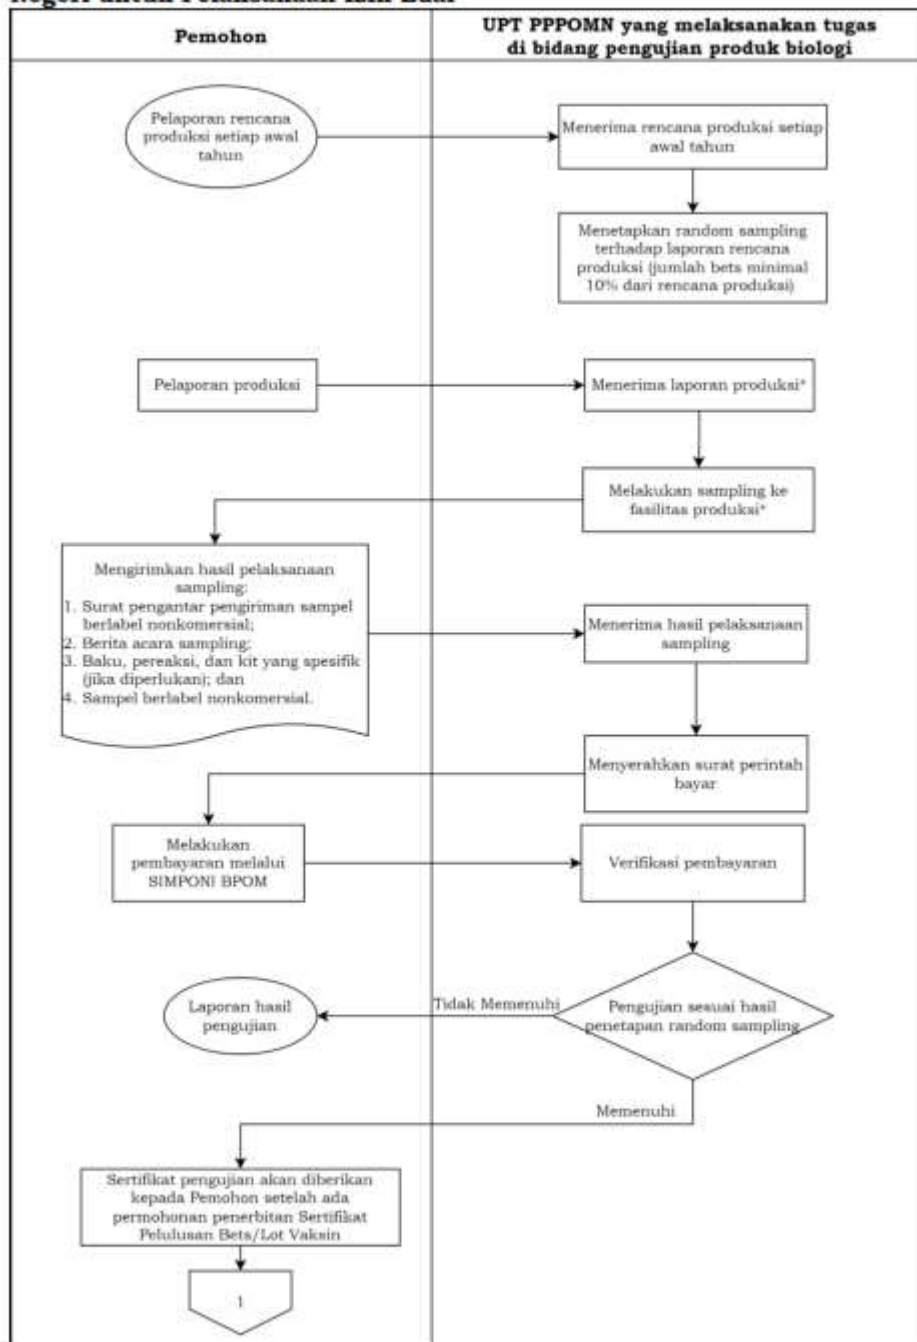 Negeri untuk Pelaksanaan Izin Edar
Pemohon
UPT PPPOMN yang melaksanakan tugas
di bidang pengujian produk biologi
Pelaporan rencana
produksi setiap awal
tahun
Menerima rencana produksi setiap
awal tahun
Menetapkan random sampling
terhadap laporan rencana
produksi (jumlah bets minimal
10% dari rencana produksi)
Pelaporan produksi
Menerima laporan produksi*
Melakukan sampling ke
fasilitas produksi*
Mengirimkan hasil pelaksanaan
sampling:
1. Surat pengantar pengiriman sampel
berlabel nonkomersial;
2. Berita acara sampling;
3. Baku, pereaksi, dan kit yang spesifik
(jika diperlukan); dan
4. Sampel berlabel nonkomersial.
Menerima hasil pelaksanaan
sampling
Menyerahkan surat perintah
bayar
Melakukan
pembayaran melalui
SIMPONI BPOM
Verifikasi pembayaran
Laporan hasil
pengujian
Tidak Memenuhi
Pengujian sesuai hasil
penetapan random sampling
Memenuhi
Sertifikat pengujian akan diberikan
kepada Pemohon setelah ada
permohonan penerbitan Sertifikat
Pelulusan Bets/Lot Vaksin
1